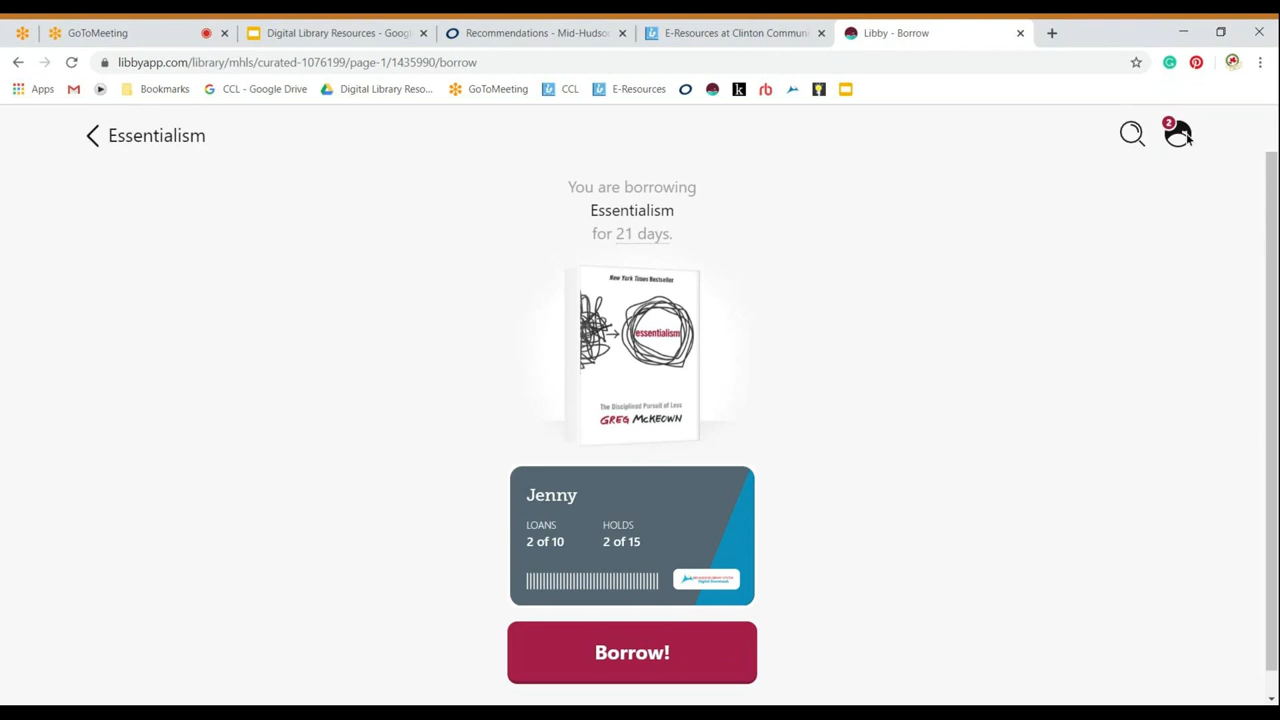 GoToMeeting
Digital Library Resources - Googl
Recommendations - Mid-Hudso
E-Resources at Clinton Commun
Libby - Borrow
libbyapp.com/library/mhls/curated-1076199/page-1/1435990/borrow
Apps
Bookmarks
CCL - Google Drive
Digital Library Reso...
GoToMeeting
CCL
E-Resources
Essentialism
2
You are borrowing
Essentialism
for 21 days.
New York Times Bestseller
essentialism
The Disciplined Pursuit of Less
GREG McKEOWN
Jenny
LOANS
HOLDS
2 of 10
2 of 15
Digital Downloads
Borrow!